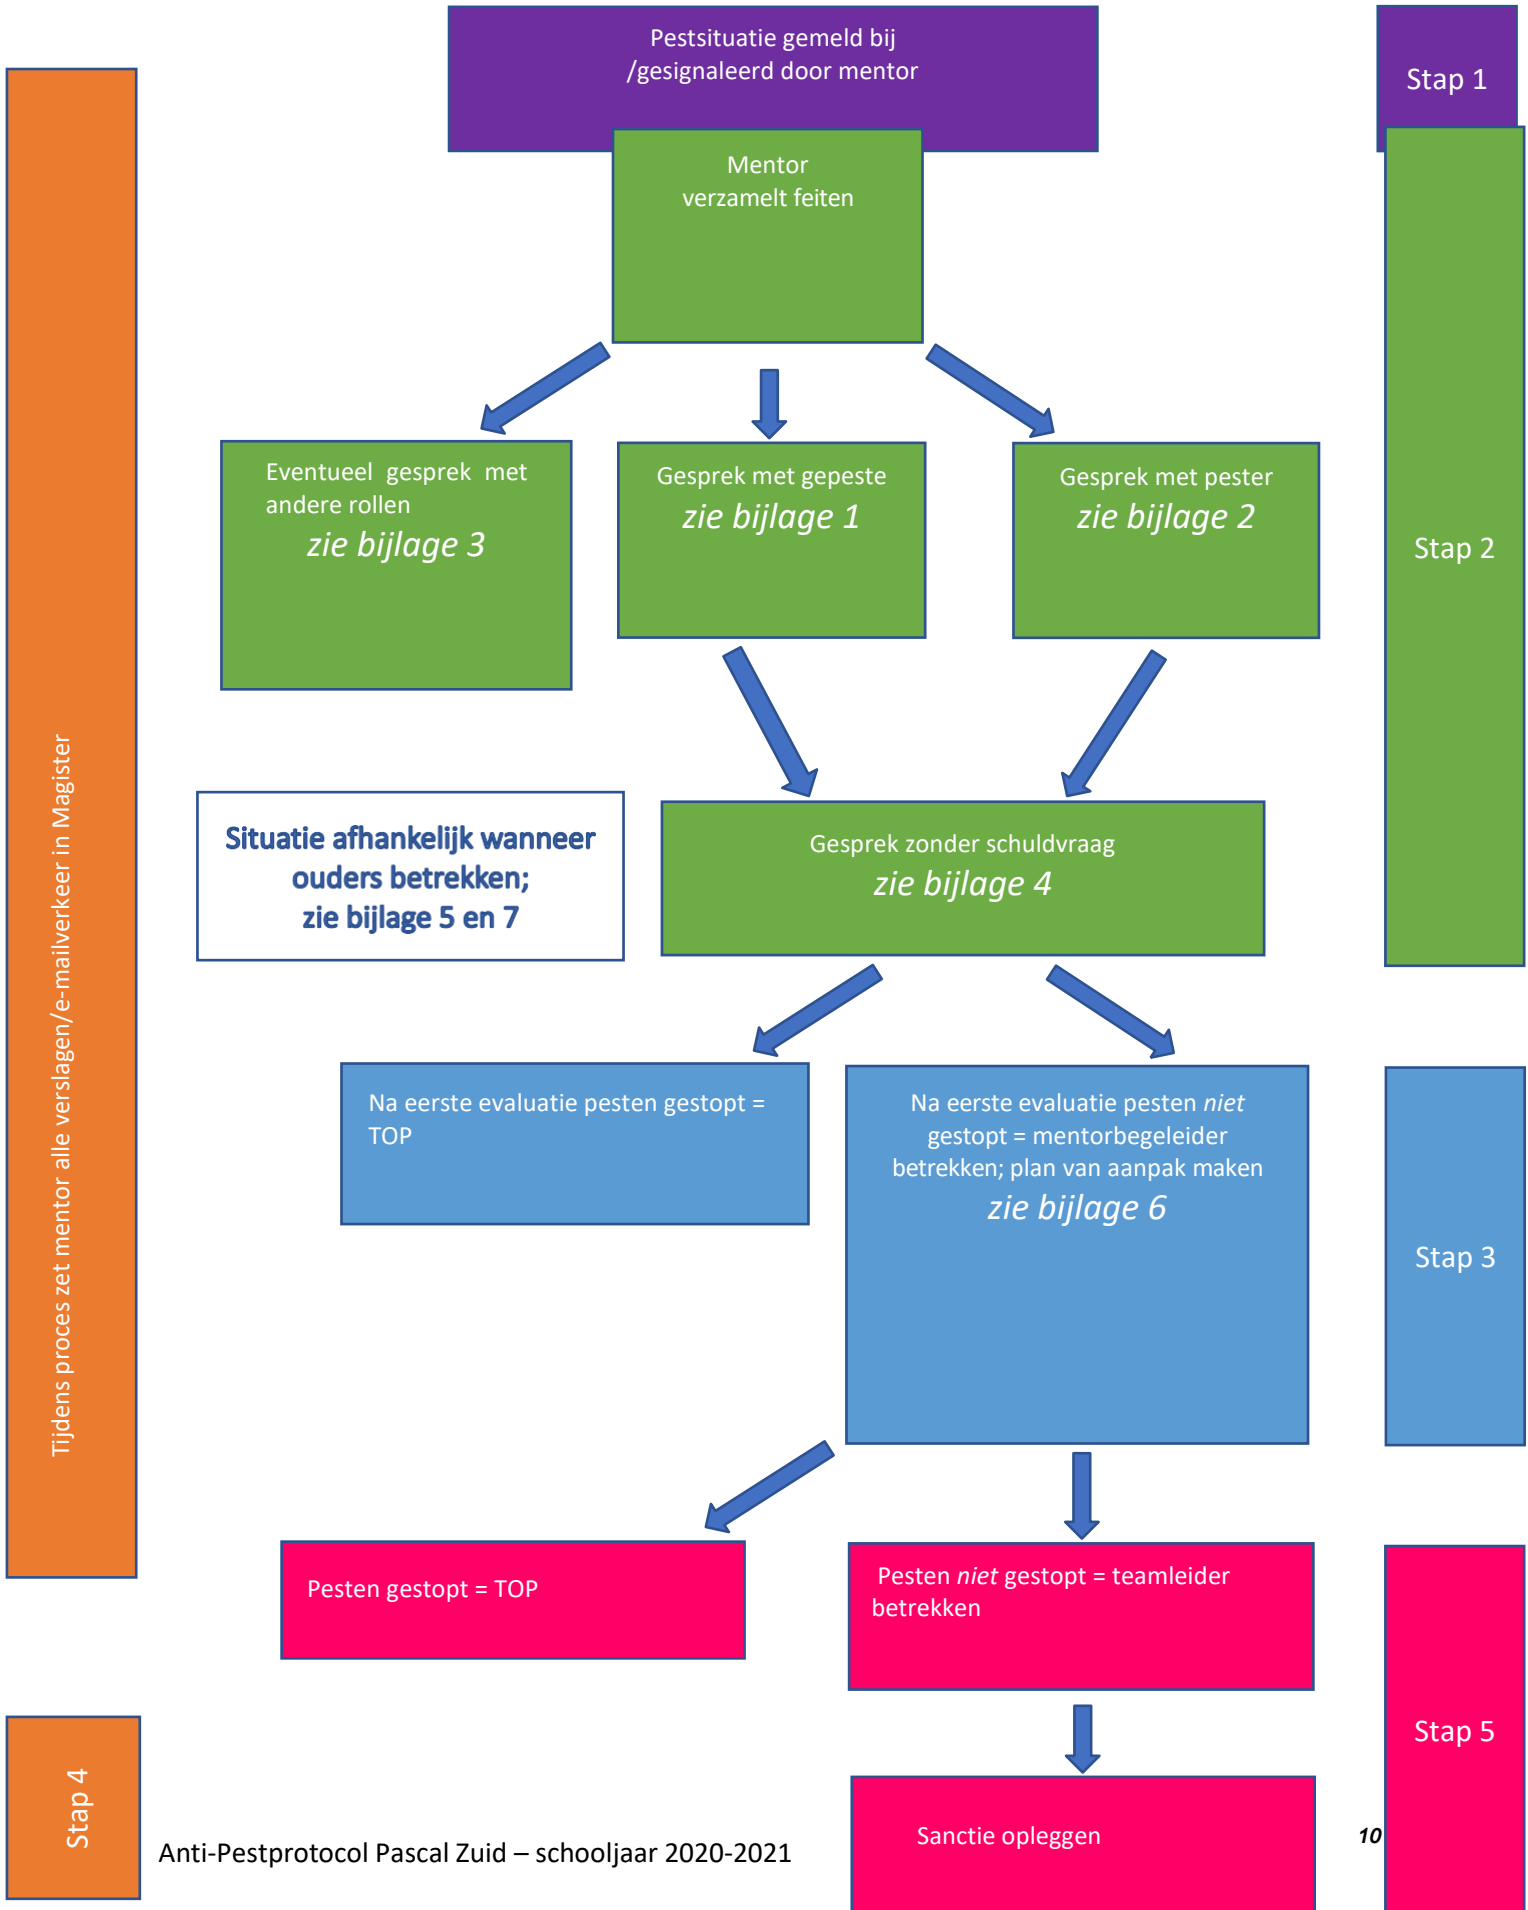 Pestsituatie gemeld bij
/gesignaleerd door mentor
Stap 1
Mentor
verzamelt feiten
Eventueel gesprek met
andere rollen
zie bijlage 3
Gesprek met gepeste
zie bijlage 1
Gesprek met pester
zie bijlage 2
Stap 2
Situatie afhankelijk wanneer
ouders betrekken;
zie bijlage 5 en 7
Gesprek zonder schuldvraag
zie bijlage 4
Tijdens proces zet mentor alle verslagen/e-mailverkeer in Magister
Na eerste evaluatie pesten gestopt =
TOP
Na eerste evaluatie pesten niet
gestopt = mentorbegeleider
betrekken; plan van aanpak maken
zie bijlage 6
Stap 3
Pesten gestopt = TOP
Pesten niet gestopt = teamleider
betrekken
Stap 5
Stap 4
Sanctie opleggen
Anti-Pestprotocol Pascal Zuid – schooljaar 2020-2021
10